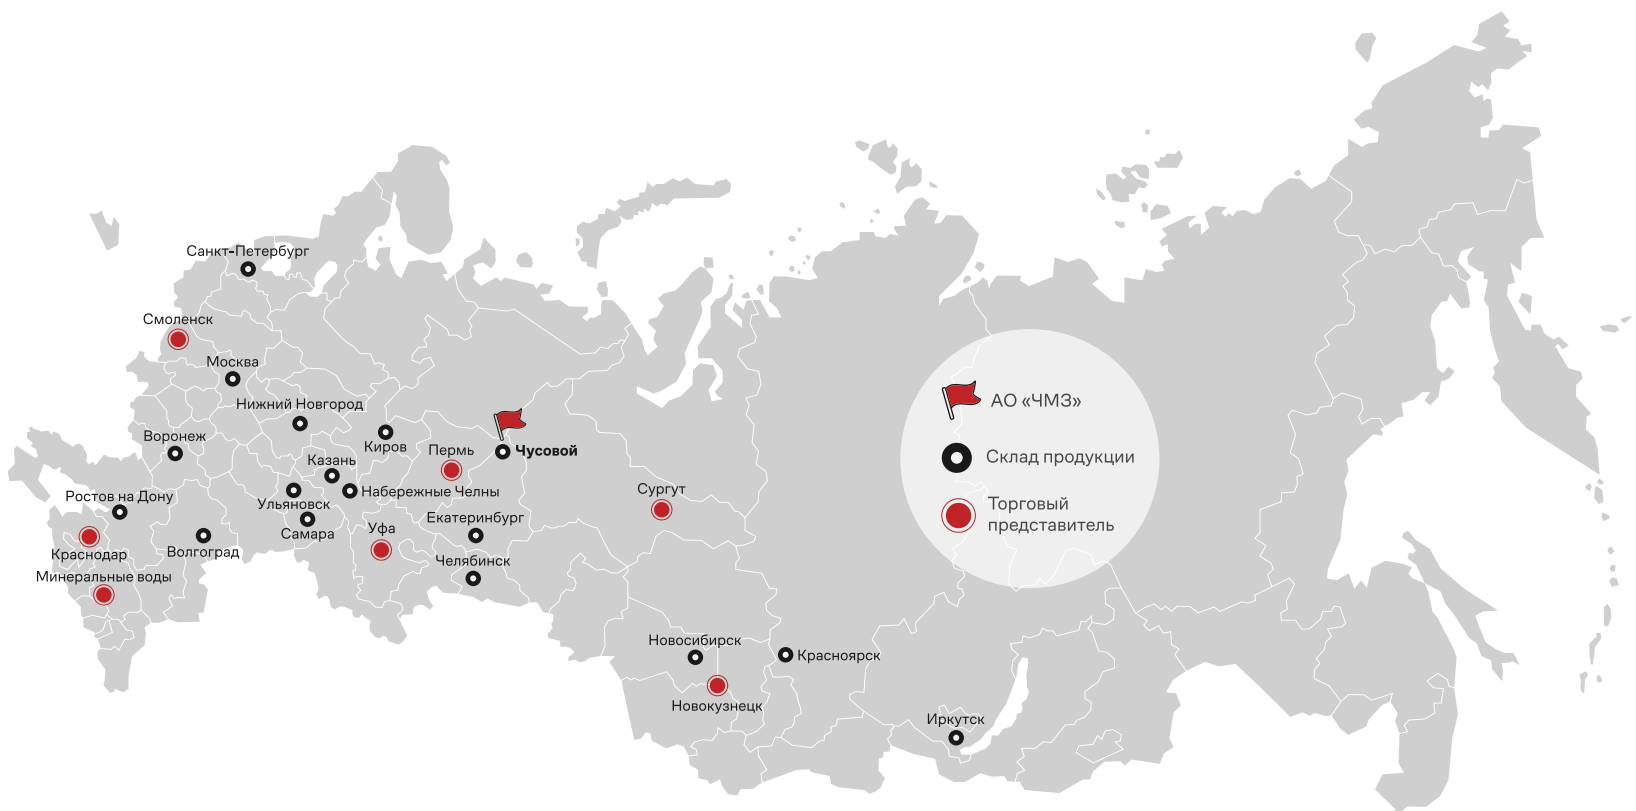 Санкт-Петербург
Смоленск
Москва
Нижний Новгород
Воронеж
Киров
Пермь
Чусовой
Казань
Набережные Челны
Ульяновск
Самара
Ростов на Дону
Краснодар
Волгоград
Минеральные воды
Уфа
Екатеринбург
Челябинск
Сургут
Новосибирск
Новокузнецк
Красноярск
Иркутск
АО «ЧМЗ»
Склад продукции
Торговый
представитель